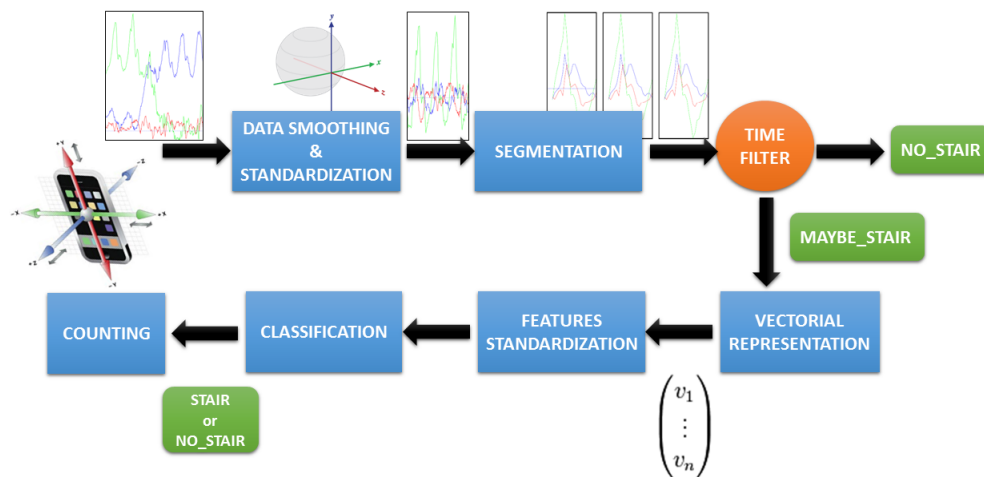 y
x
z
DATA SMOOTHING
&
STANDARDIZATION
SEGMENTATION
TIME
FILTER
NO_STAIR
+Y
-Z
-X
+X
+Z
-Y
MAYBE_STAIR
COUNTING
CLASSIFICATION
FEATURES
STANDARDIZATION
VECTORIAL
REPRESENTATION
STAIR
or
NO_STAIR
v₁
⋮
vₙ